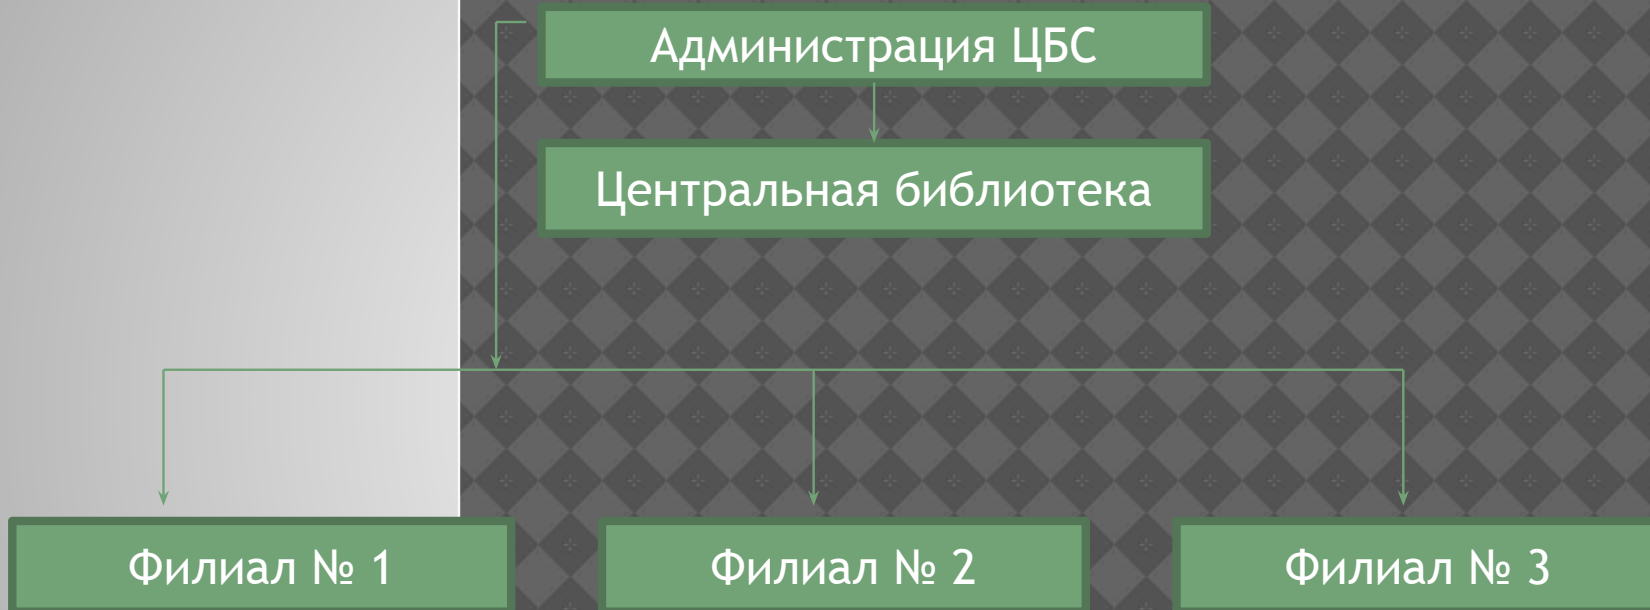 Администрация ЦБС
Центральная библиотека
Филиал № 1
Филиал № 2
Филиал № 3